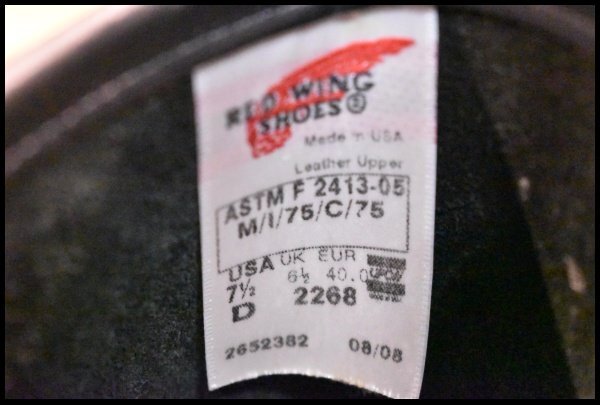 RED WING
SHOES®
Made in USA
Leather Upper
ASTM F 2413-05
M/I/75/C/75
USA UK EUR
7½ 6½ 40.0
D 2268
2652382 08/08